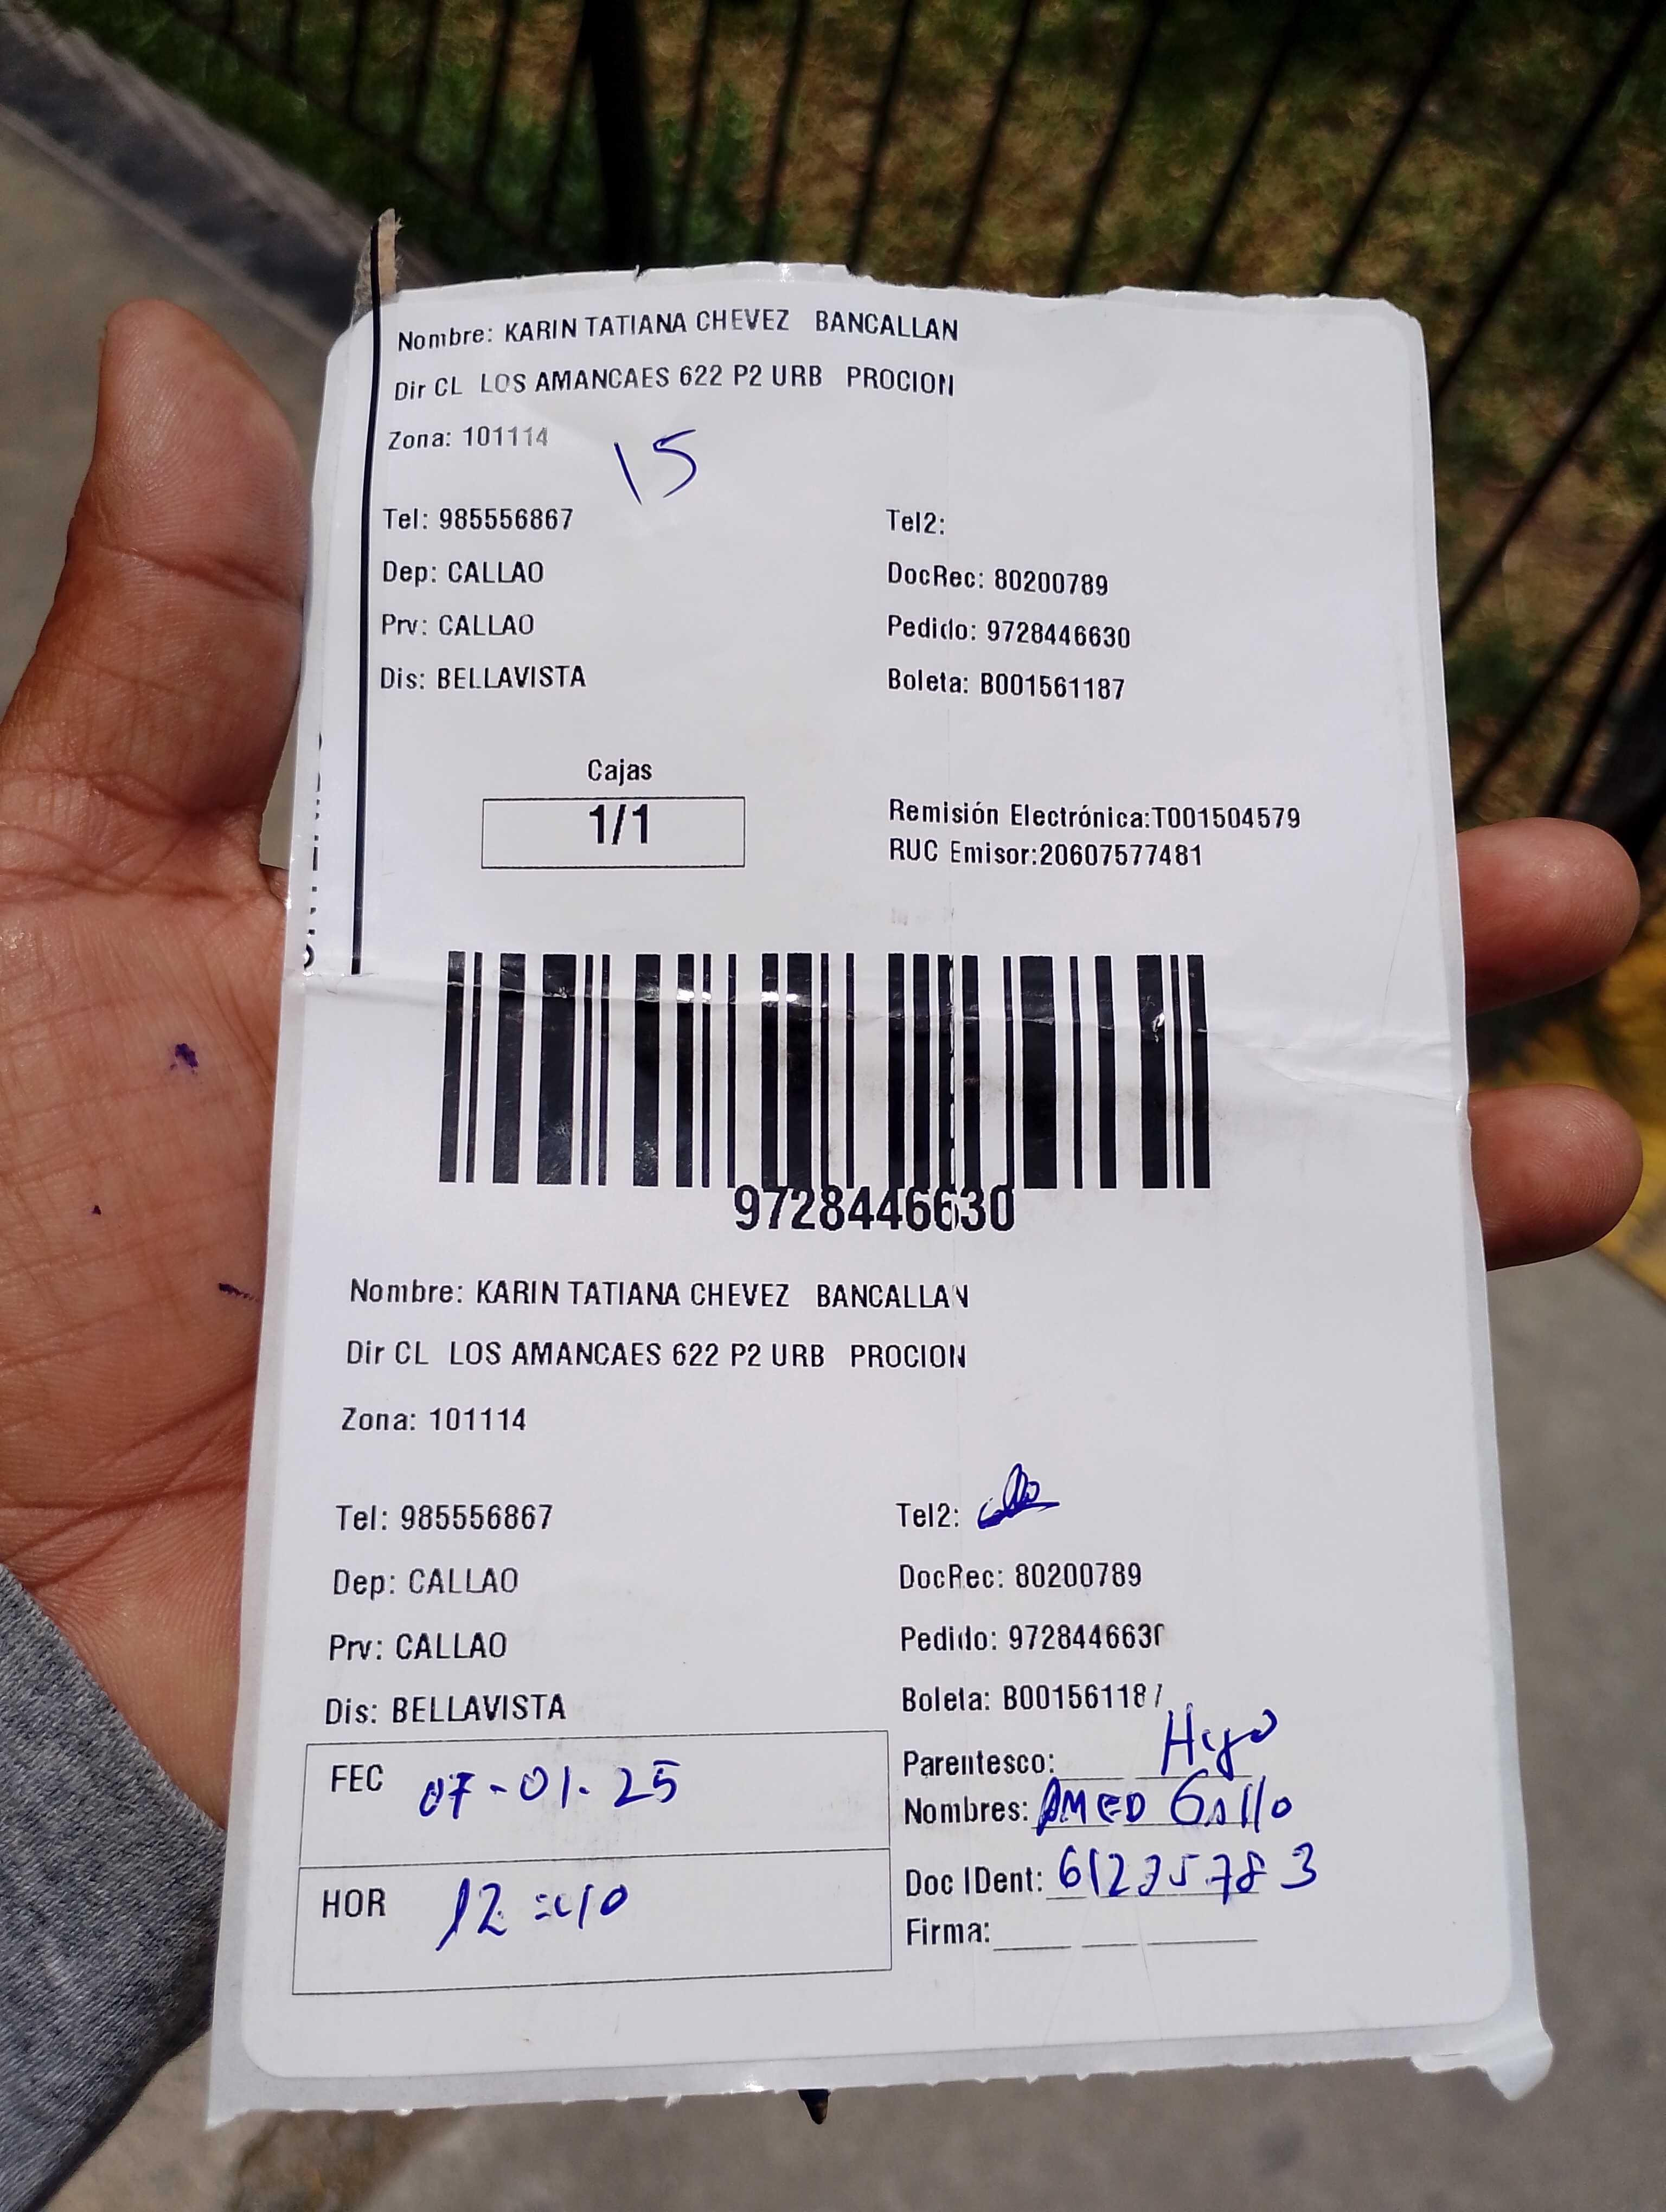 Nombre: KARIN TATIANA CHEVEZ BANCALLAN
Dir CL LOS AMANCAES 622 P2 URB PROCION
Zona: 101114
15
Tel: 985556867
Tel2:
Dep: CALLAO
DocRec: 80200789
Prv: CALLAO
Pedido: 9728446630
Dis: BELLAVISTA
Boleta: B001561187
Cajas
1/1
Remisión Electrónica:T001504579
RUC Emisor:20607577481
9728446630
Nombre: KARIN TATIANA CHEVEZ BANCALLAN
Dir CL LOS AMANCAES 622 P2 URB PROCION
Zona: 101114
Tel: 985556867
Tel2:
Dep: CALLAO
DocRec: 80200789
Prv: CALLAO
Pedido: 9728446630
Dis: BELLAVISTA
Boleta: B001561187
FEC 07-01.25
Parentesco: Hijo
Nombres: AMED Gallo
HOR
Doc IDent:
Firma: